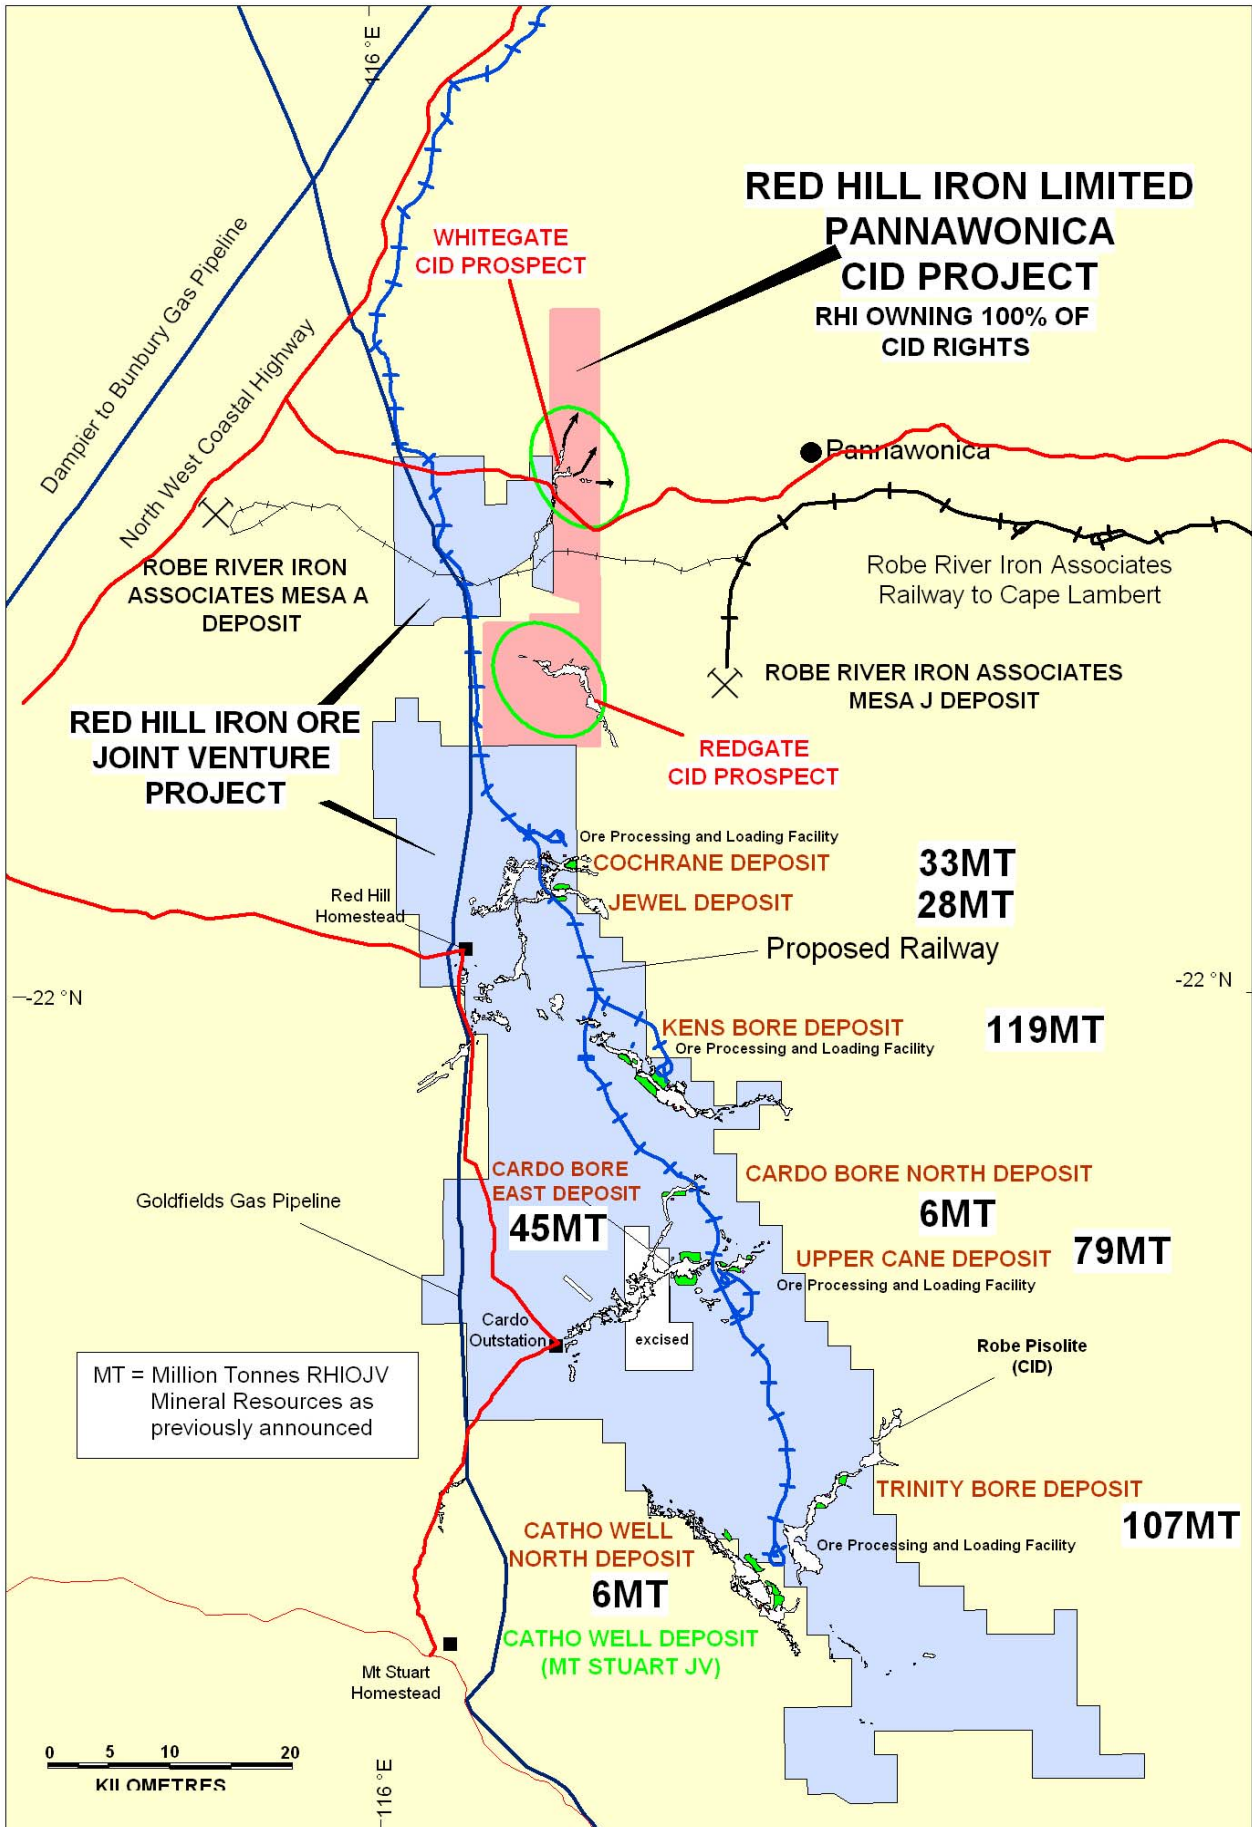 116 °E
RED HILL IRON LIMITED
PANNAWONICA
CID PROJECT
RHI OWNING 100% OF
CID RIGHTS
WHITEGATE
CID PROSPECT
Dampier to Bunbury Gas Pipeline
North West Coastal Highway
Pannawonica
ROBE RIVER IRON
ASSOCIATES MESA A
DEPOSIT
Robe River Iron Associates
Railway to Cape Lambert
ROBE RIVER IRON ASSOCIATES
MESA J DEPOSIT
RED HILL IRON ORE
JOINT VENTURE
PROJECT
REDGATE
CID PROSPECT
Ore Processing and Loading Facility
COCHRANE DEPOSIT
33MT
JEWEL DEPOSIT
28MT
Red Hill
Homestead
Proposed Railway
-22 °N
-22 °N
KENS BORE DEPOSIT
119MT
Ore Processing and Loading Facility
CARDO BORE
EAST DEPOSIT
45MT
CARDO BORE NORTH DEPOSIT
6MT
Goldfields Gas Pipeline
UPPER CANE DEPOSIT
79MT
Ore Processing and Loading Facility
Cardo
Outstation
excised
Robe Pisolite
(CID)
MT = Million Tonnes RHIOJV
Mineral Resources as
previously announced
TRINITY BORE DEPOSIT
107MT
Ore Processing and Loading Facility
CATHO WELL
NORTH DEPOSIT
6MT
CATHO WELL DEPOSIT
(MT STUART JV)
Mt Stuart
Homestead
0 5 10 20
KILOMETRES
116 °E